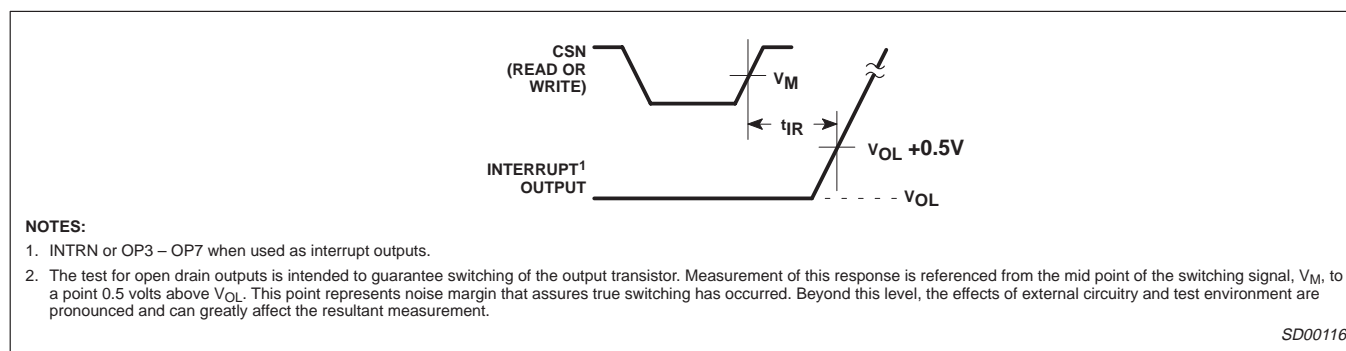 CSN
(READ OR
WRITE)
VM
tIR
VOL +0.5V
INTERRUPT1
OUTPUT
VOL
NOTES:
1. INTRN or OP3 – OP7 when used as interrupt outputs.
2. The test for open drain outputs is intended to guarantee switching of the output transistor. Measurement of this response is referenced from the mid point of the switching signal, VM, to
a point 0.5 volts above VOL. This point represents noise margin that assures true switching has occurred. Beyond this level, the effects of external circuitry and test environment are
pronounced and can greatly affect the resultant measurement.
SD00116